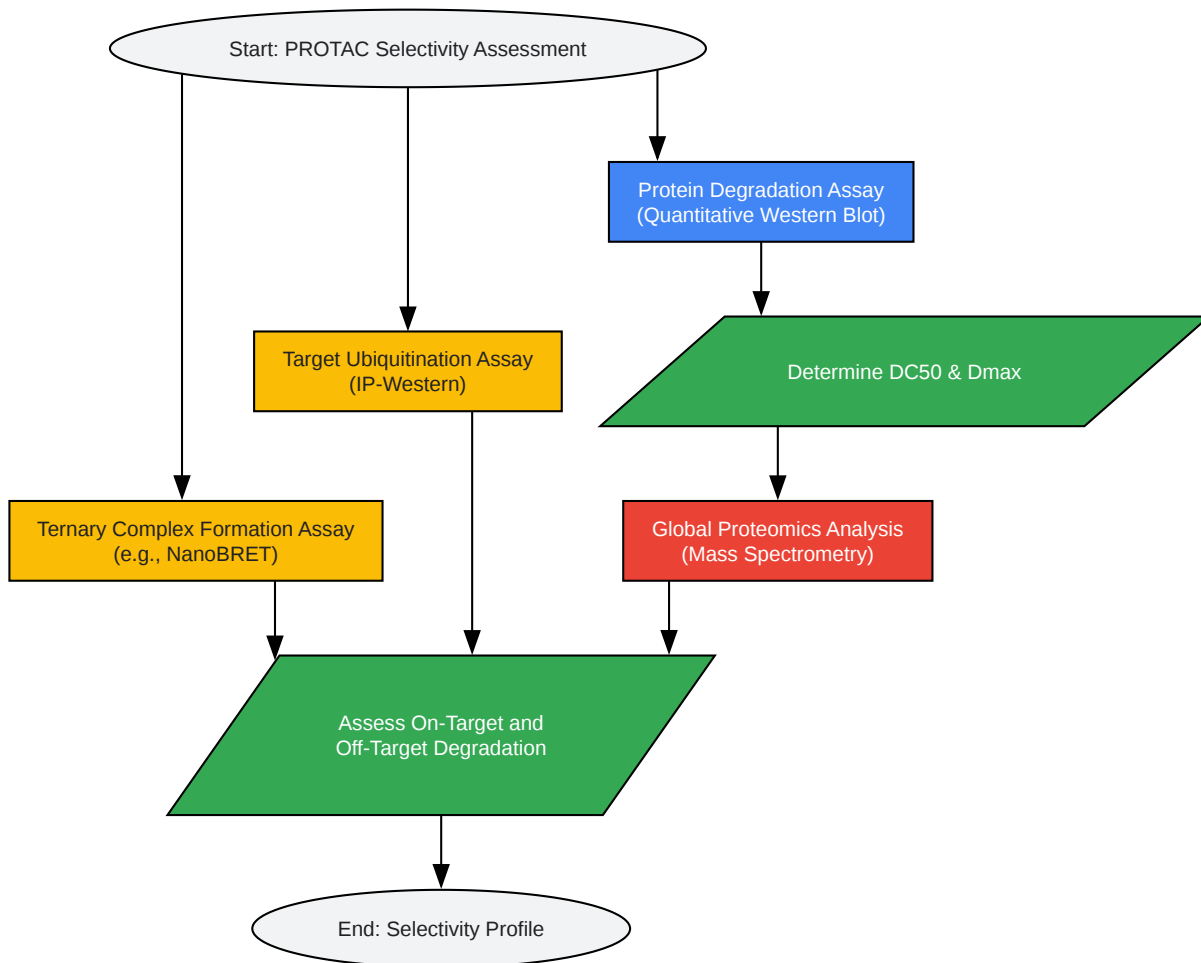 Start: PROTAC Selectivity Assessment
Protein Degradation Assay
(Quantitative Western Blot)
Target Ubiquitination Assay
(IP-Western)
Determine DC50 & Dmax
Ternary Complex Formation Assay
(e.g., NanoBRET)
Global Proteomics Analysis
(Mass Spectrometry)
Assess On-Target and
Off-Target Degradation
End: Selectivity Profile